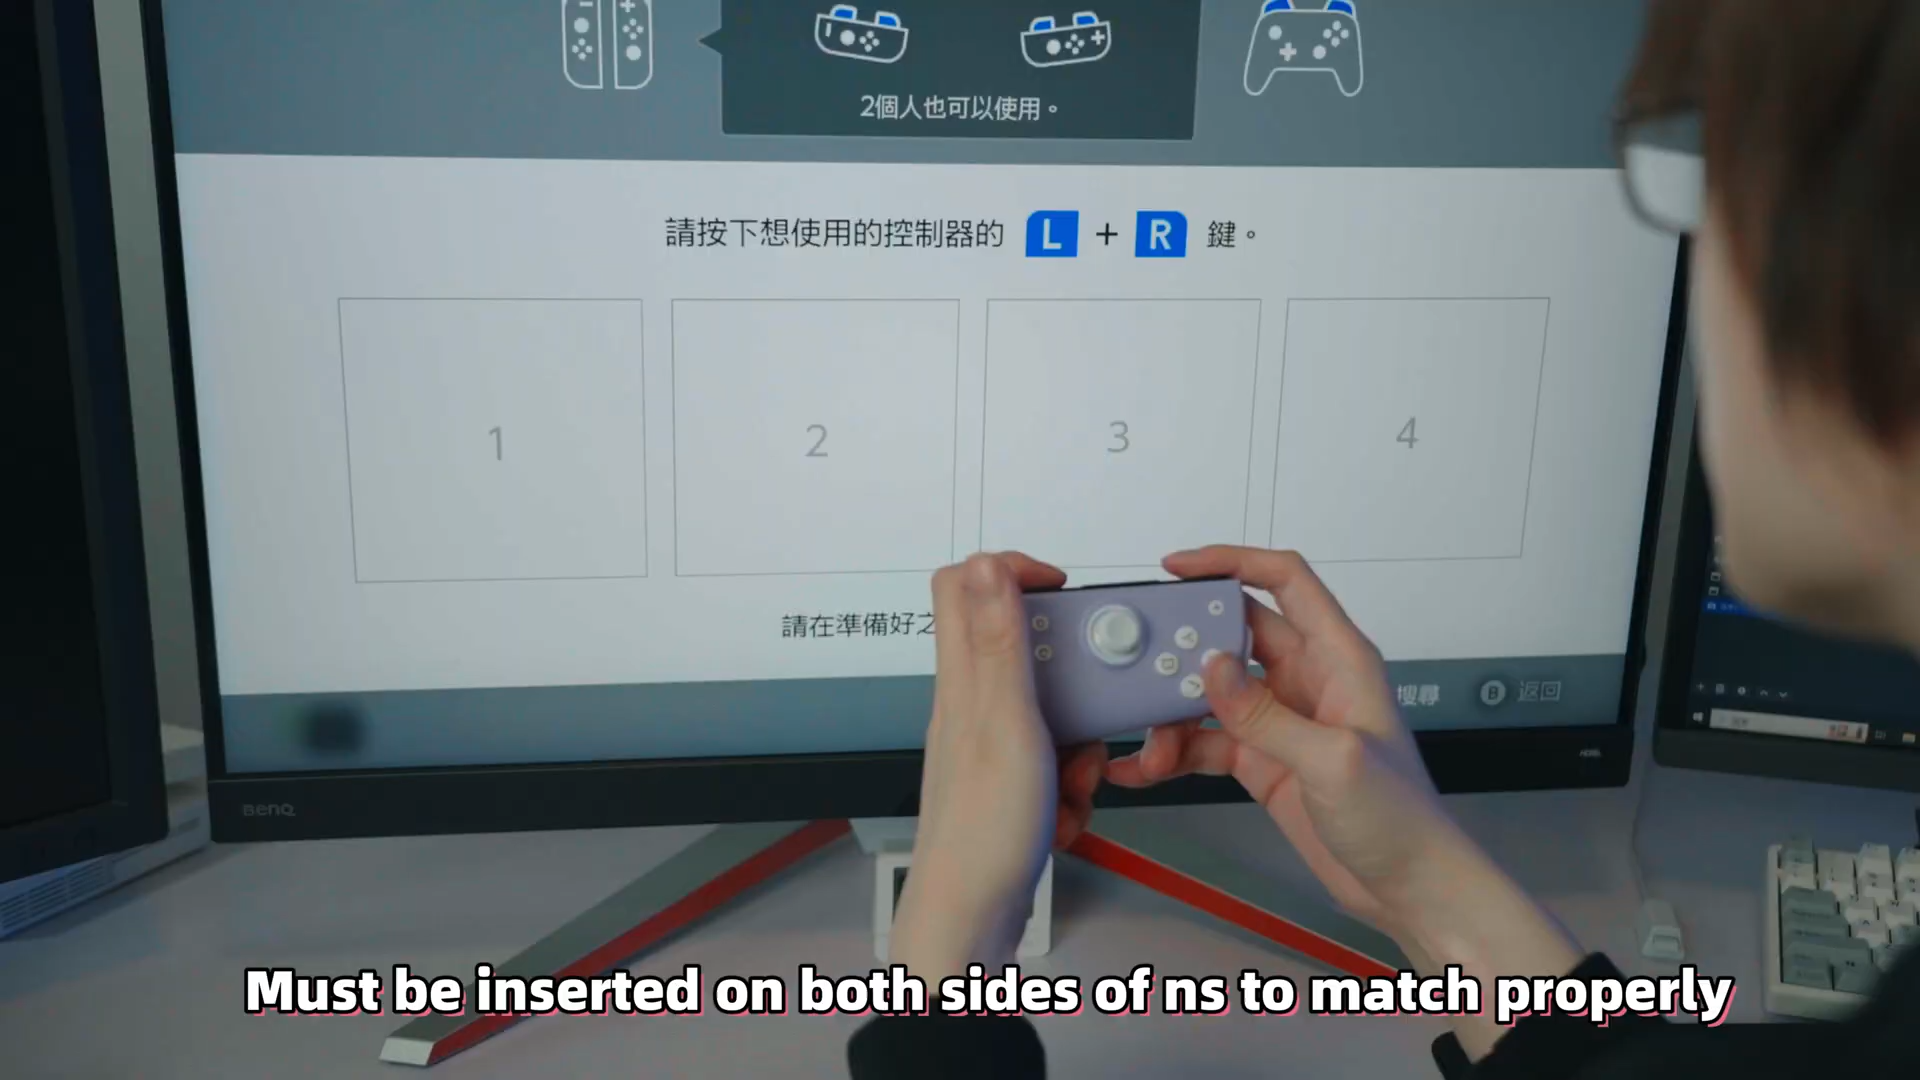 2個人也可以使用。
請按下想使用的控制器的 L + R 鍵。
1 2 3 4
請在準備好之
搜尋 B 返回
HDRi
BenQ
Must be inserted on both sides of ns to match properly